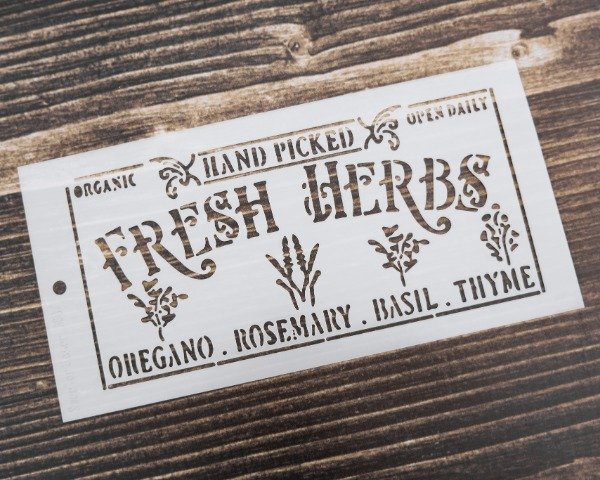 ORGANIC
HAND PICKED
OPEN DAILY
FRESH HERBS
OREGANO . ROSEMARY . BASIL . THYME